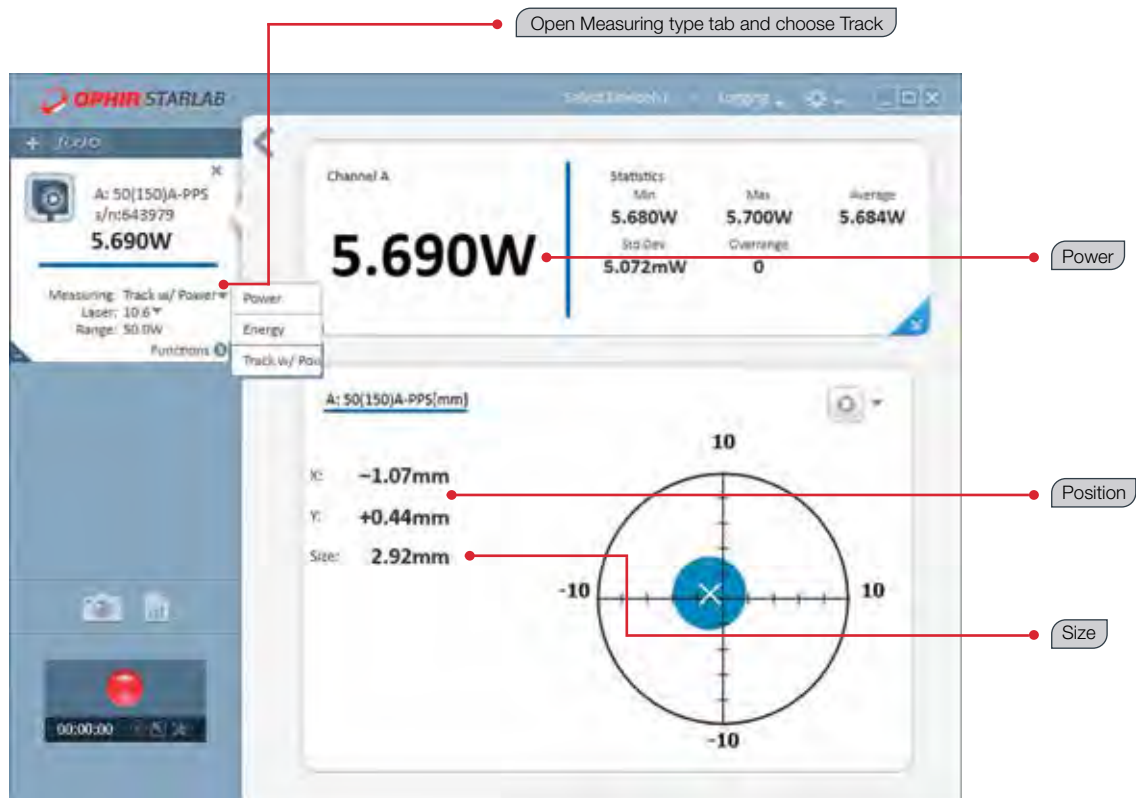 Open Measuring type tab and choose Track
OPHIR STARLAB
Logging
A: 50(150)A-PPS
s/n:643979
5.690W
Measuring: Track w/ Power
Laser: 10.6
Range: 50.0W
Functions
Power
Energy
Track w/ Pow
Channel A
5.690W
Statistics
Min Max Average
5.680W 5.700W 5.684W
Std Dev Overrange
5.072mW 0
Power
A: 50(150)A-PPS[mm]
X: −1.07mm
Y: +0.44mm
Size: 2.92mm
10
-10
10
-10
Position
Size
00:00:00